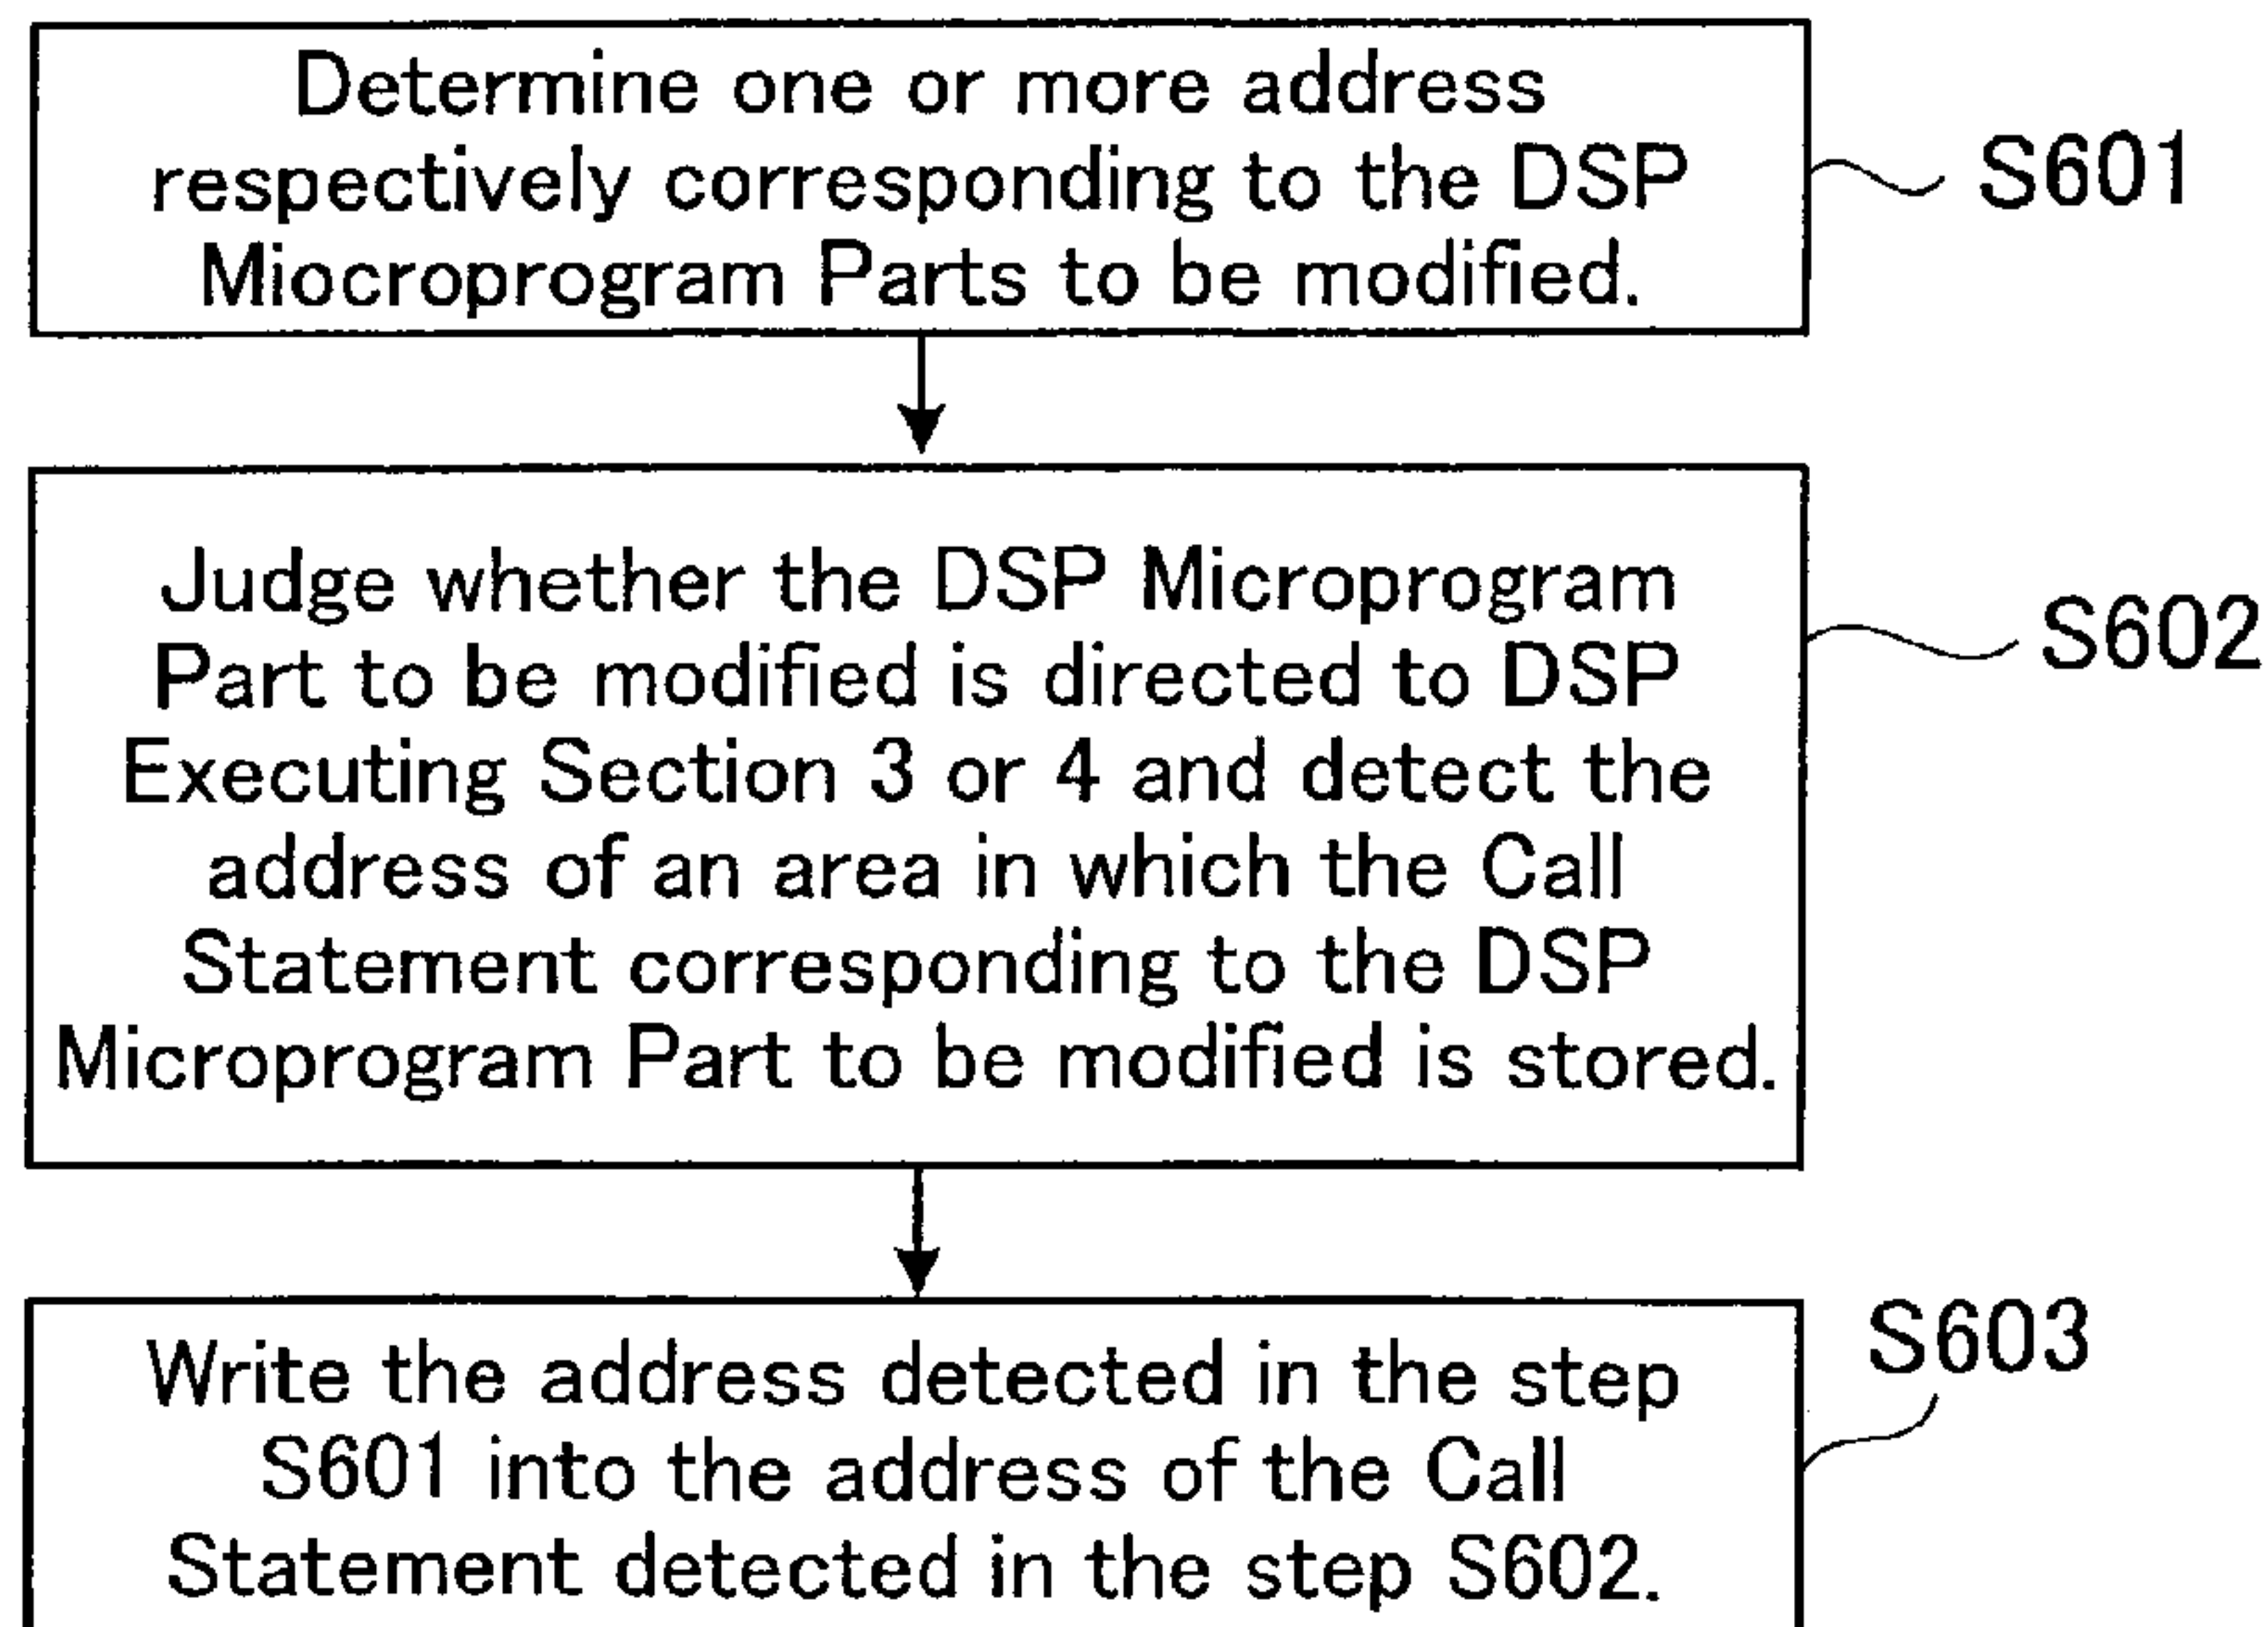 Determine one or more address
respectively corresponding to the DSP
Miocroprogram Parts to be modified.
S601
Judge whether the DSP Microprogram
Part to be modified is directed to DSP
Executing Section 3 or 4 and detect the
address of an area in which the Call
Statement corresponding to the DSP
Microprogram Part to be modified is stored.
S602
Write the address detected in the step
S601 into the address of the Call
Statement detected in the step S602.
S603